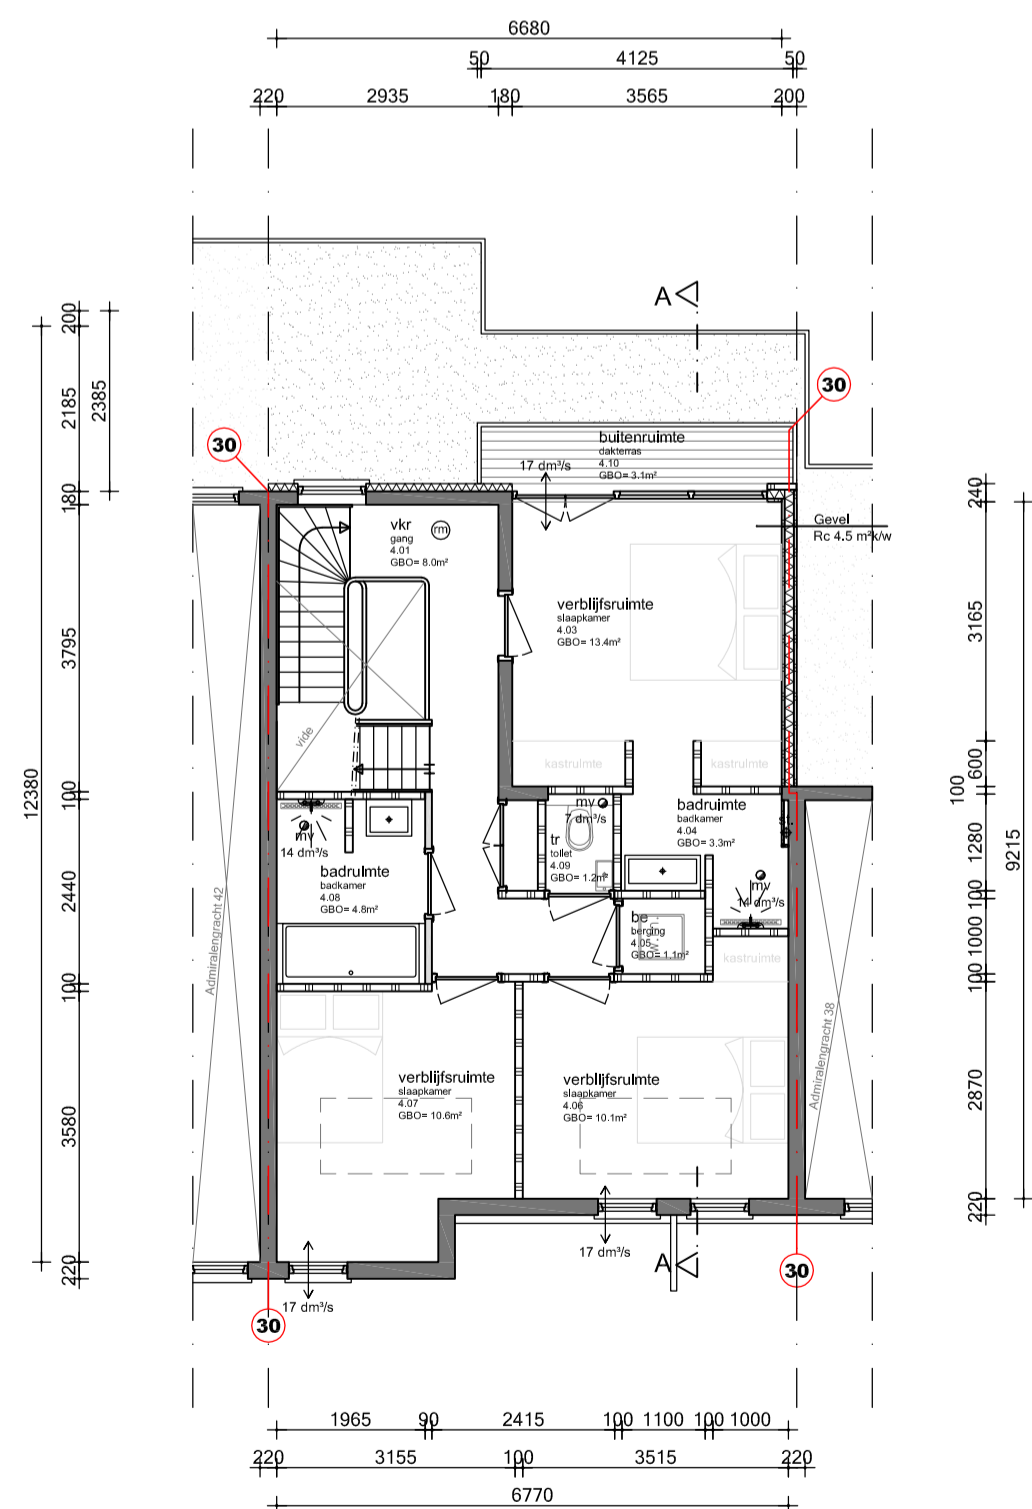 6680
50
4125
50
220
2935
180
3565
200
A
30
30
buitenruimte
dakterras
4.10
GBO= 3.1m²
17 dm³/s
Gevel
Rc 4.5 m²k/w
vkr
gang
4.01
GBO= 8.0m²
rm
verblijfsruimte
slaapkamer
4.03
GBO= 13.4m²
vide
kastruimte
kastruimte
mv
14 dm³/s
mv
7 dm³/s
tr
toilet
4.09
GBO= 1.2m²
badruimte
badkamer
4.04
GBO= 3.3m²
badruimte
badkamer
4.08
GBO= 4.8m²
mv
14 dm³/s
be
berging
4.05
GBO= 1.1m²
kastruimte
Admiralengracht 42
Admiralengracht 38
verblijfsruimte
slaapkamer
4.07
GBO= 10.6m²
verblijfsruimte
slaapkamer
4.06
GBO= 10.1m²
17 dm³/s
17 dm³/s
A
30
30
12380
200
2185
2385
180
3795
100
2440
100
3580
220
240
3165
600
100
1280
100
1000
100
2870
220
9215
1965
90
2415
100
1100
100
1000
220
3155
100
3515
220
6770